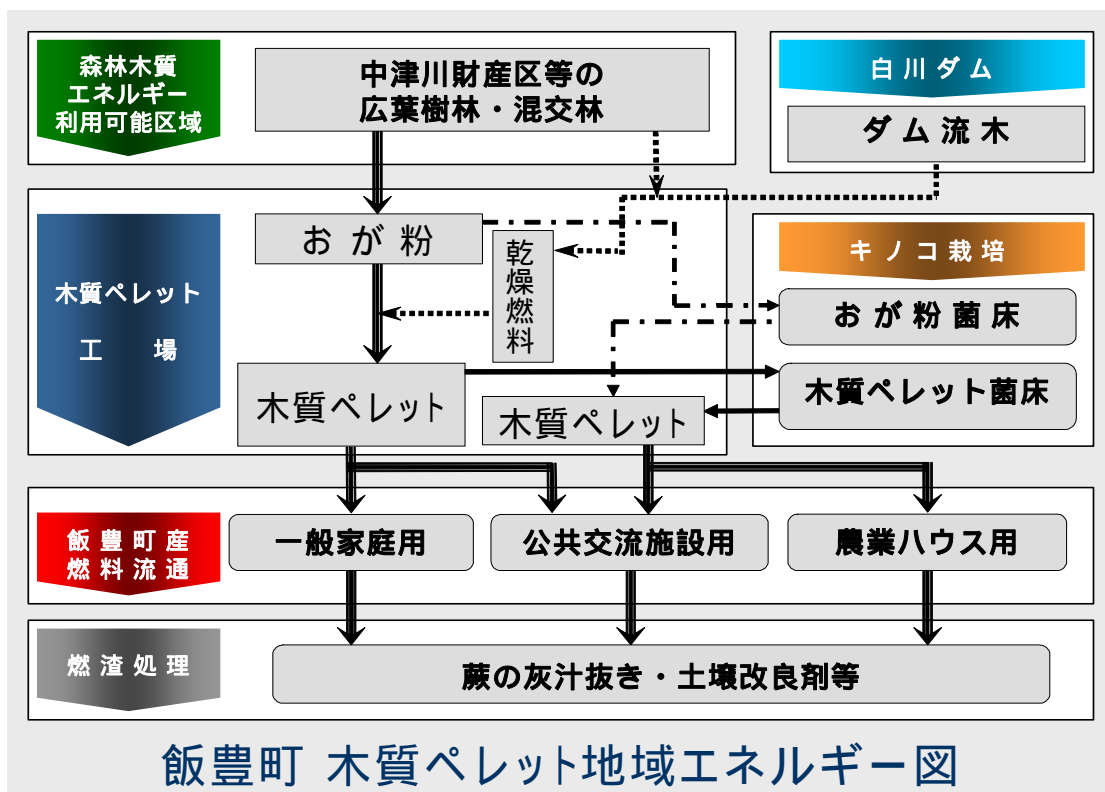 森林木質
エネルギー
利用可能区域
中津川財産区等の
広葉樹林・混交林
白川ダム
ダム流木
木質ペレット
工場
おが粉
乾燥燃料
木質ペレット
木質ペレット
キノコ栽培
おが粉菌床
木質ペレット菌床
飯豊町産
燃料流通
一般家庭用
公共交流施設用
農業ハウス用
燃渣処理
蕨の灰汁抜き・土壌改良剤等
飯豊町 木質ペレット地域エネルギー図